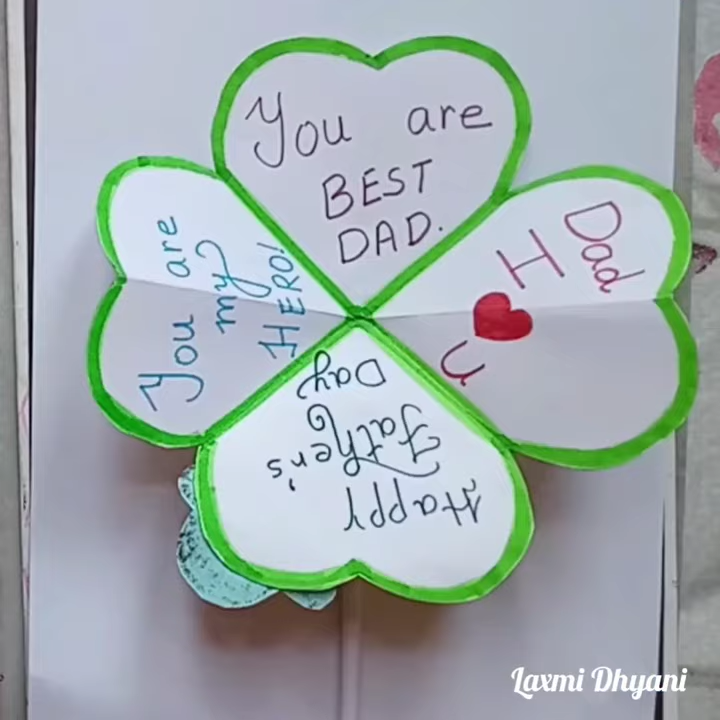 You are
BEST
DAD.
You are
my
HERO!
Dad
I ❤ U
Happy
Father's
Day
Laxmi Dhyani